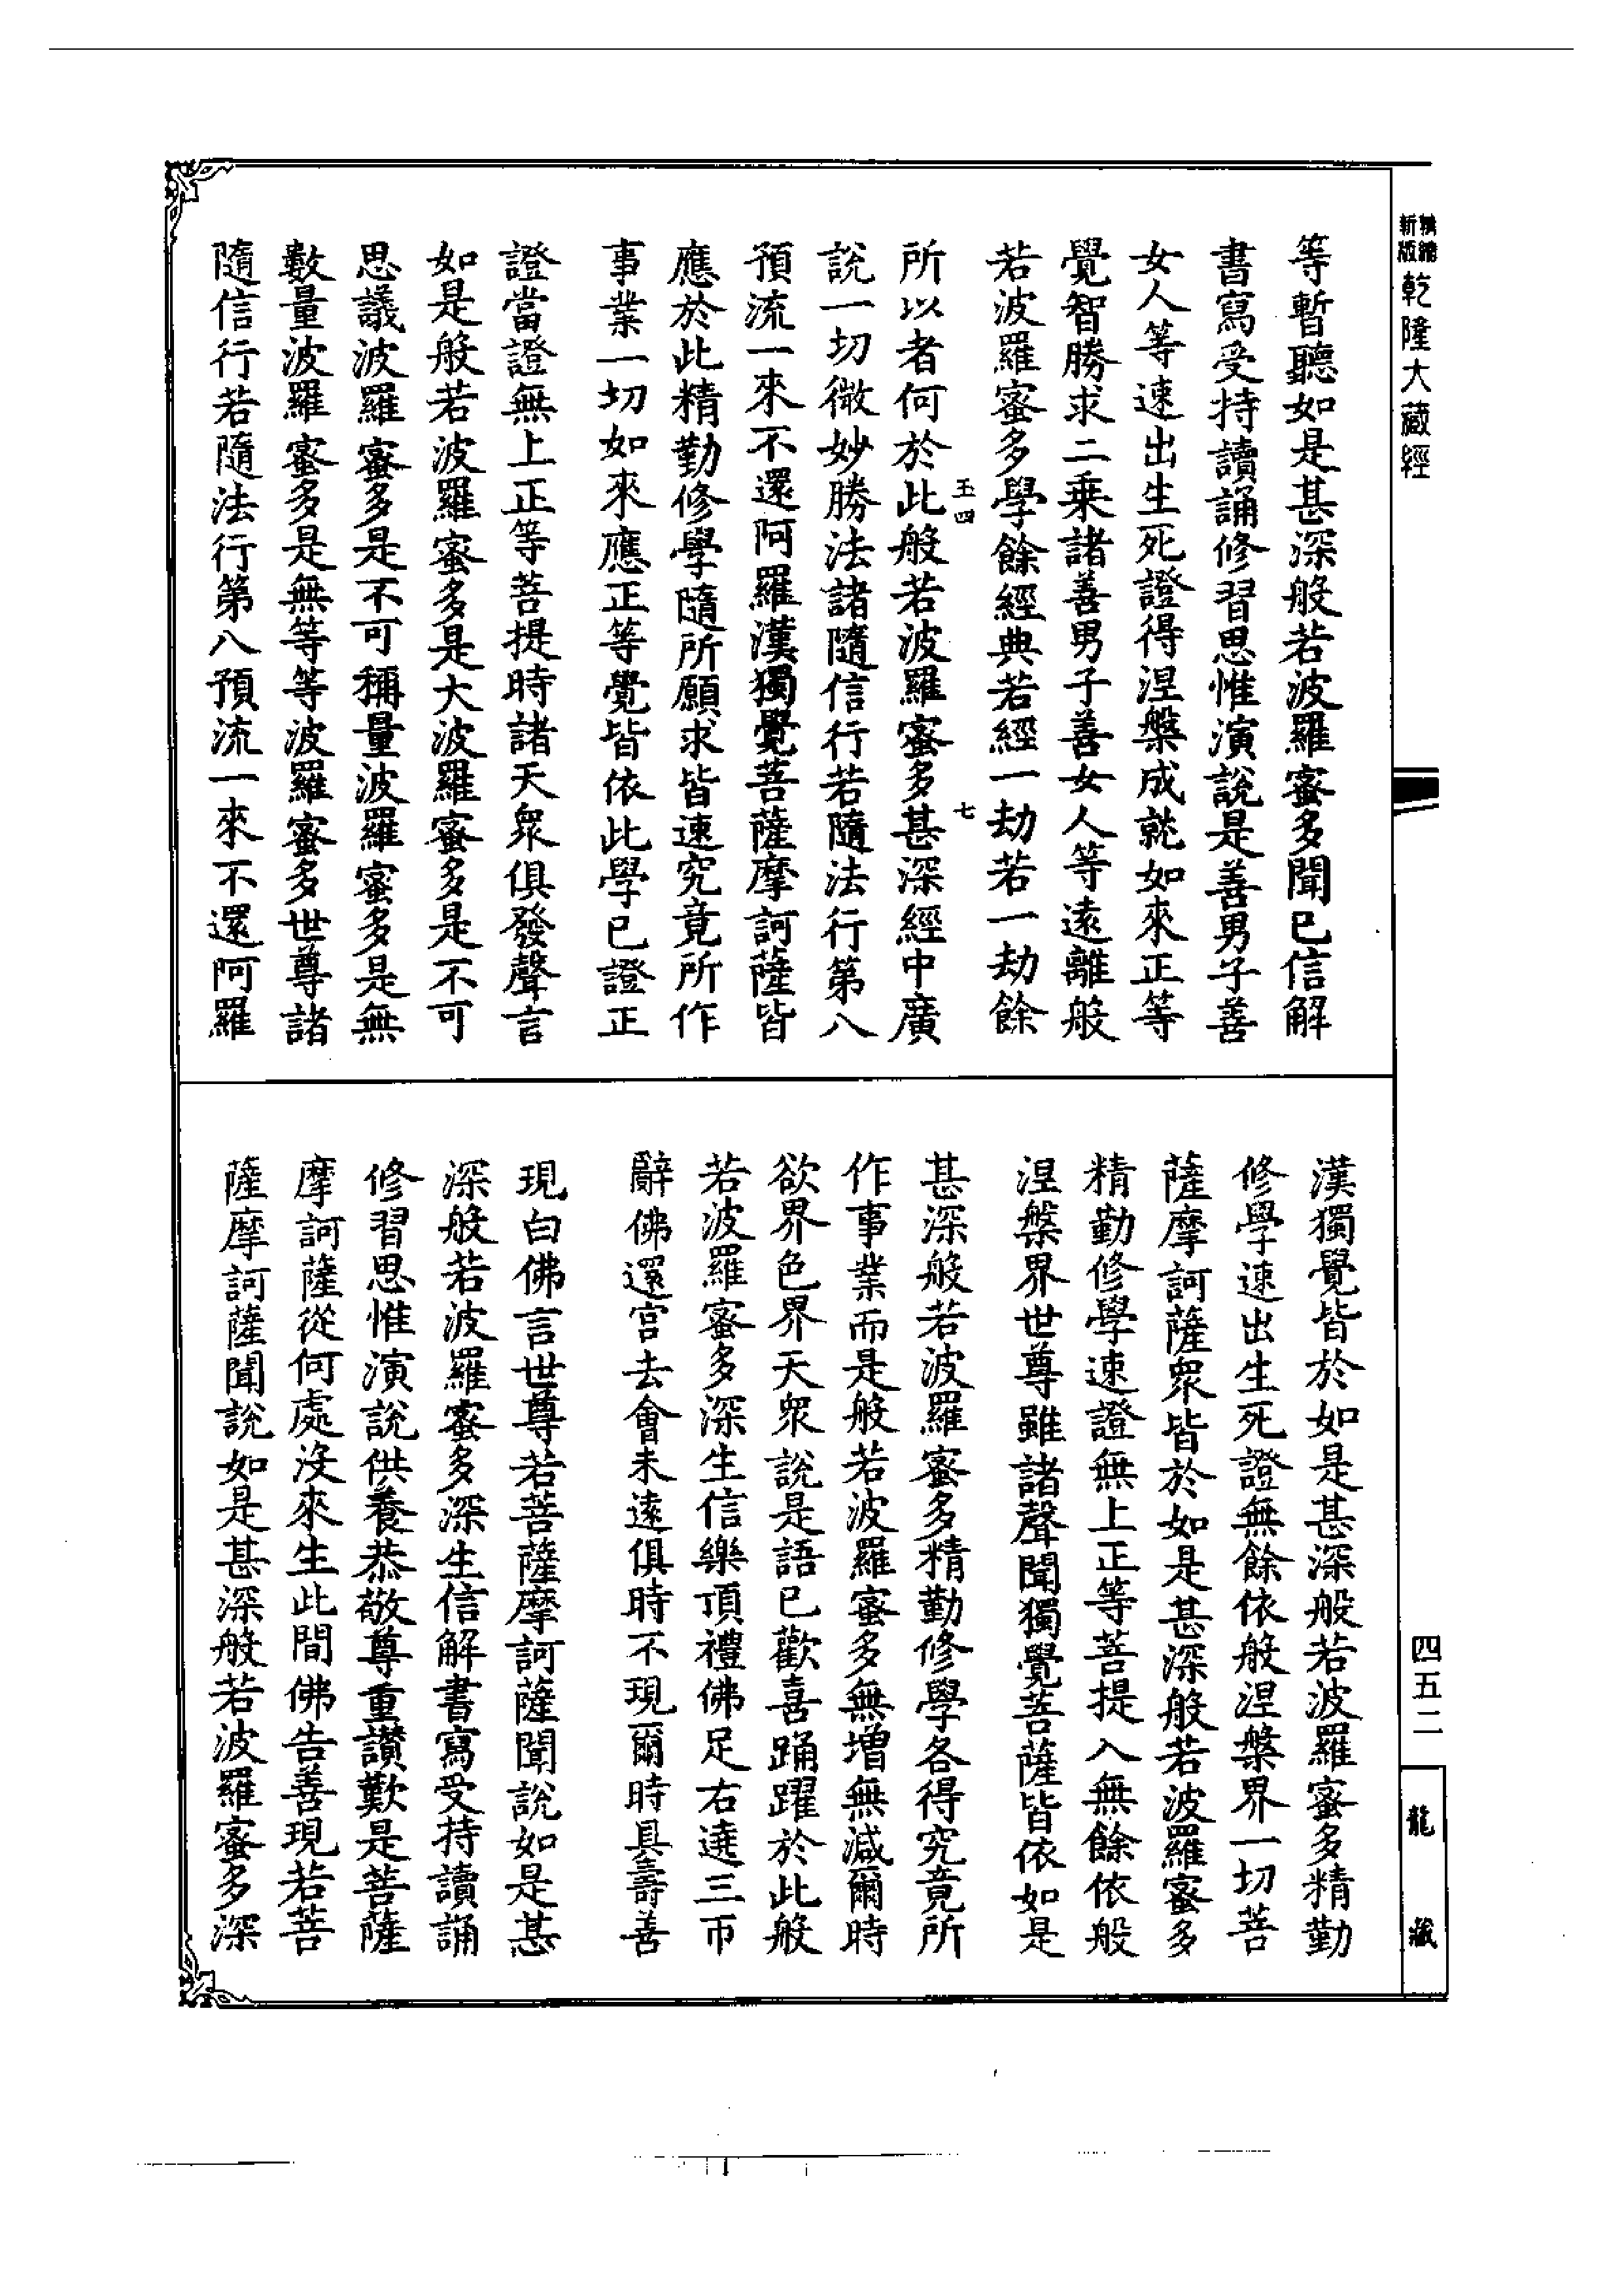 新版精縮乾隆大藏經
等暫聽如是甚深般若波羅蜜多聞已信解
書寫受持讀誦修習思惟演說是善男子善
女人等速出生死證得涅槃成就如來正等
覺智勝求二乘諸善男子善女人等遠離般
若波羅蜜多學餘經典若經一劫若一劫餘
玉四
七
所以者何於此般若波羅蜜多甚深經中廣
說一切微妙勝法諸隨信行若隨法行第八
預流一來不還阿羅漢獨覺菩薩摩訶薩皆
應於此精勤修學隨所願求皆速究竟所作
事業一切如來應正等覺皆依此學已證正
證當證無上正等菩提時諸天眾俱發聲言
如是般若波羅蜜多是大波羅蜜多是不可
思議波羅蜜多是不可稱量波羅蜜多是無
數量波羅蜜多是無等等波羅蜜多世尊諸
隨信行若隨法行第八預流一來不還阿羅
漢獨覺皆於如是甚深般若波羅蜜多精勤
修學速出生死證無餘依般涅槃界一切菩
薩摩訶薩眾皆於如是甚深般若波羅蜜多
精勤修學速證無上正等菩提入無餘依般
涅槃界世尊雖諸聲聞獨覺菩薩皆依如是
甚深般若波羅蜜多精勤修學各得究竟所
作事業而是般若波羅蜜多無增無減爾時
欲界色界天眾說是語已歡喜踊躍於此般
若波羅蜜多深生信樂頂禮佛足右遶三帀
辭佛還宮去會未遠俱時不現爾時具壽善
現白佛言世尊若菩薩摩訶薩聞說如是甚
深般若波羅蜜多深生信解書寫受持讀誦
修習思惟演說供養恭敬尊重讚歎是菩薩
摩訶薩從何處沒來生此間佛告善現若菩
薩摩訶薩聞說如是甚深般若波羅蜜多深
四五二
龍藏